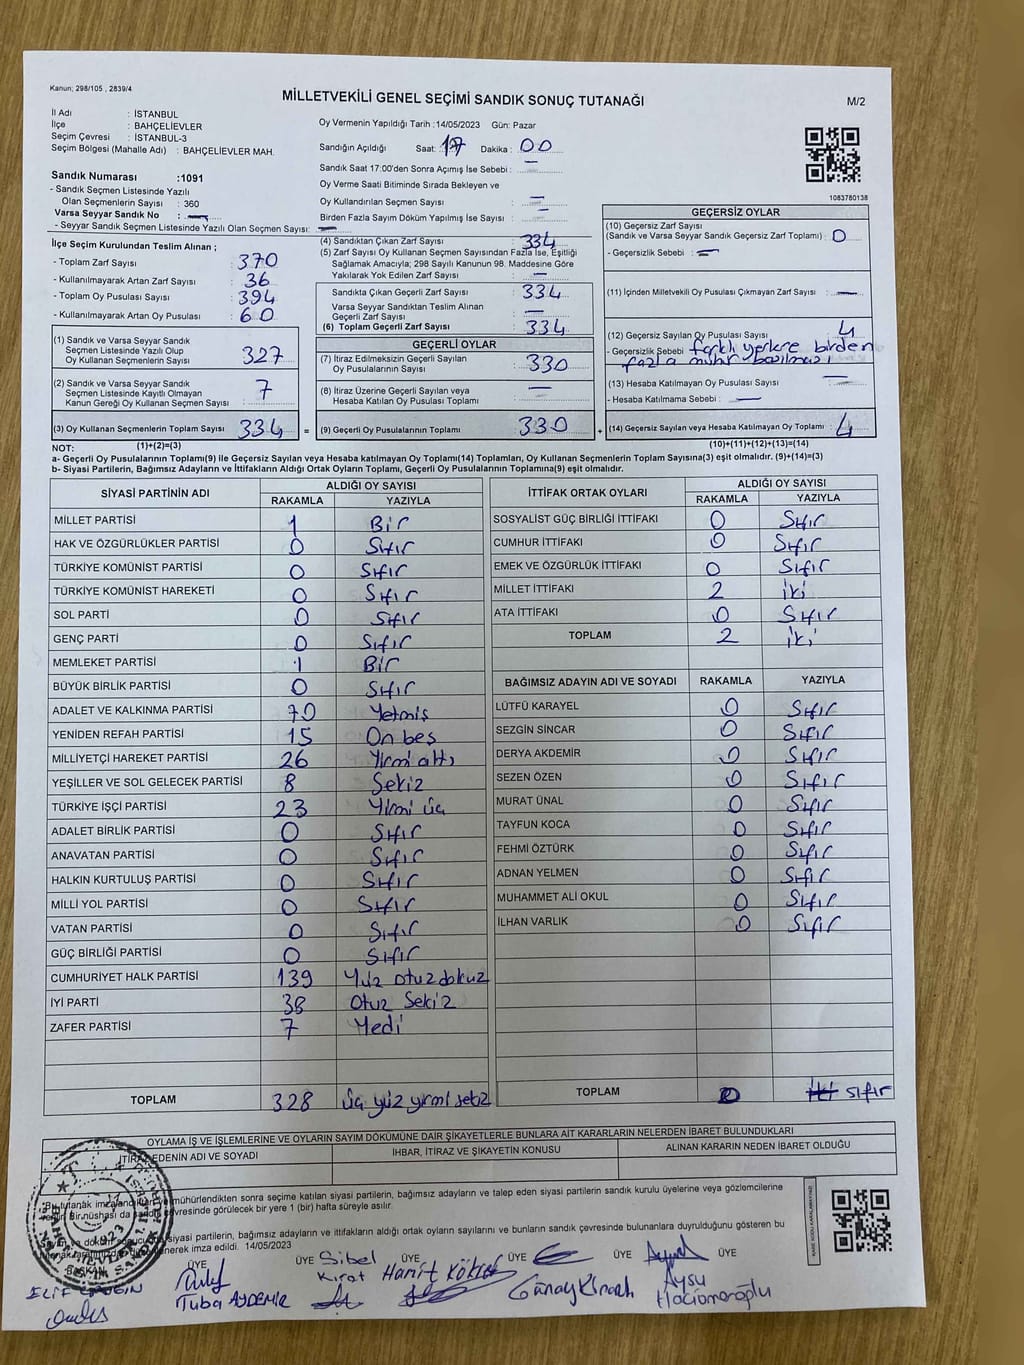 Kanun; 298/105 , 2839/4
MİLLETVEKİLİ GENEL SEÇİMİ SANDIK SONUÇ TUTANAĞI
M/2
İl Adı : İSTANBUL
İlçe : BAHÇELİEVLER
Seçim Çevresi : İSTANBUL-3
Seçim Bölgesi (Mahalle Adı) : BAHÇELİEVLER MAH.
Sandık Numarası :1091
- Sandık Seçmen Listesinde Yazılı
Olan Seçmenlerin Sayısı : 360
Varsa Seyyar Sandık No : —
- Seyyar Sandık Seçmen Listesinde Yazılı Olan Seçmen Sayısı: —
Oy Vermenin Yapıldığı Tarih :14/05/2023 Gün: Pazar
Sandığın Açıldığı Saat: 17 Dakika : 00
Sandık Saat 17:00'den Sonra Açımış İse Sebebi : —
Oy Verme Saati Bitiminde Sırada Bekleyen ve
Oy Kullandırılan Seçmen Sayısı : —
Birden Fazla Sayım Döküm Yapılmış İse Sayısı : —
1083780138
İlçe Seçim Kurulundan Teslim Alınan ;
- Toplam Zarf Sayısı : 370
- Kullanılmayarak Artan Zarf Sayısı : 36
- Toplam Oy Pusulası Sayısı : 394
- Kullanılmayarak Artan Oy Pusulası : 60
(1) Sandık ve Varsa Seyyar Sandık
Seçmen Listesinde Yazılı Olup
Oy Kullanan Seçmenlerin Sayısı : 327
(2) Sandık ve Varsa Seyyar Sandık
Seçmen Listesinde Kayıtlı Olmayan
Kanun Gereği Oy Kullanan Seçmen Sayısı : 7
(3) Oy Kullanan Seçmenlerin Toplam Sayısı : 334 =
(1)+(2)=(3)
(4) Sandıktan Çıkan Zarf Sayısı : 334
(5) Zarf Sayısı Oy Kullanan Seçmen Sayısından Fazla İse, Eşitliği
Sağlamak Amacıyla; 298 Sayılı Kanunun 98. Maddesine Göre
Yakılarak Yok Edilen Zarf Sayısı : —
Sandıkta Çıkan Geçerli Zarf Sayısı : 334
Varsa Seyyar Sandıktan Teslim Alınan
Geçerli Zarf Sayısı : —
(6) Toplam Geçerli Zarf Sayısı : 334
GEÇERLİ OYLAR
(7) İtiraz Edilmeksizin Geçerli Sayılan
Oy Pusulalarının Sayısı : 330
(8) İtiraz Üzerine Geçerli Sayılan veya
Hesaba Katılan Oy Pusulası Toplamı : —
(9) Geçerli Oy Pusulalarının Toplamı : 330 +
GEÇERSİZ OYLAR
(10) Geçersiz Zarf Sayısı
(Sandık ve Varsa Seyyar Sandık Geçersiz Zarf Toplamı) : 0
- Geçersizlik Sebebi : —
(11) İçinden Milletvekili Oy Pusulası Çıkmayan Zarf Sayısı : —
(12) Geçersiz Sayılan Oy Pusulası Sayısı : 4
- Geçersizlik Sebebi : farklı yerlere birden
fazla mühür basılması
(13) Hesaba Katılmayan Oy Pusulası Sayısı : —
- Hesaba Katılmama Sebebi : —
(14) Geçersiz Sayılan veya Hesaba Katılmayan Oy Toplamı : 4
(10)+(11)+(12)+(13)=(14)
NOT:
a- Geçerli Oy Pusulalarının Toplamı(9) ile Geçersiz Sayılan veya Hesaba Katılmayan Oy Toplamı(14) Toplamları, Oy Kullanan Seçmenlerin Toplam Sayısına(3) eşit olmalıdır. (9)+(14)=(3)
b- Siyasi Partilerin, Bağımsız Adayların ve İttifakların Aldığı Ortak Oyların Toplamı, Geçerli Oy Pusulalarının Toplamına(9) eşit olmalıdır.
SİYASİ PARTİNİN ADI ALDIĞI OY SAYISI
RAKAMLA YAZIYLA
MİLLET PARTİSİ 1 Bir
HAK VE ÖZGÜRLÜKLER PARTİSİ 0 Sıfır
TÜRKİYE KOMÜNİST PARTİSİ 0 Sıfır
TÜRKİYE KOMÜNİST HAREKETİ 0 Sıfır
SOL PARTİ 0 Sıfır
GENÇ PARTİ 0 Sıfır
MEMLEKET PARTİSİ 1 Bir
BÜYÜK BİRLİK PARTİSİ 0 Sıfır
ADALET VE KALKINMA PARTİSİ 70 Yetmiş
YENİDEN REFAH PARTİSİ 15 On beş
MİLLİYETÇİ HAREKET PARTİSİ 26 Yirmi altı
YEŞİLLER VE SOL GELECEK PARTİSİ 8 Sekiz
TÜRKİYE İŞÇİ PARTİSİ 23 Yirmi üç
ADALET BİRLİK PARTİSİ 0 Sıfır
ANAVATAN PARTİSİ 0 Sıfır
HALKIN KURTULUŞ PARTİSİ 0 Sıfır
MİLLİ YOL PARTİSİ 0 Sıfır
VATAN PARTİSİ 0 Sıfır
GÜÇ BİRLİĞİ PARTİSİ 0 Sıfır
CUMHURİYET HALK PARTİSİ 139 Yüz otuz dokuz
İYİ PARTİ 38 Otuz Sekiz
ZAFER PARTİSİ 7 Yedi
TOPLAM 328 üç yüz yirmi sekiz
İTTİFAK ORTAK OYLARI ALDIĞI OY SAYISI
RAKAMLA YAZIYLA
SOSYALİST GÜÇ BİRLİĞİ İTTİFAKI 0 Sıfır
CUMHUR İTTİFAKI 0 Sıfır
EMEK VE ÖZGÜRLÜK İTTİFAKI 0 Sıfır
MİLLET İTTİFAKI 2 iki
ATA İTTİFAKI 0 Sıfır
TOPLAM 2 iki
BAĞIMSIZ ADAYIN ADI VE SOYADI RAKAMLA YAZIYLA
LÜTFÜ KARAYEL 0 Sıfır
SEZGİN SİNCAR 0 Sıfır
DERYA AKDEMİR 0 Sıfır
SEZEN ÖZEN 0 Sıfır
MURAT ÜNAL 0 Sıfır
TAYFUN KOCA 0 Sıfır
FEHMİ ÖZTÜRK 0 Sıfır
ADNAN YELMEN 0 Sıfır
MUHAMMET ALİ OKUL 0 Sıfır
İLHAN VARLIK 0 Sıfır
TOPLAM 0 sıfır
OYLAMA İŞ VE İŞLEMLERİNE VE OYLARIN SAYIM DÖKÜMÜNE DAİR ŞİKAYETLERLE BUNLARA AİT KARARLARIN NELERDEN İBARET BULUNDUKLARI
İTİRAZ EDENİN ADI VE SOYADI İHBAR, İTİRAZ VE ŞİKAYETİN KONUSU ALINAN KARARIN NEDEN İBARET OLDUĞU
Bu tutanak imzalandıktan ve mühürlendikten sonra seçime katılan siyasi partilerin, bağımsız adayların ve talep eden siyasi partilerin sandık kurulu üyelerine veya gözlemcilerine
verilir. Bir nüshası da sandık çevresinde görülecek bir yere 1 (bir) hafta süreyle asılır.
siyasi partilerin, bağımsız adayların ve ittifakların aldığı ortak oyların sayılarını ve bunların sandık çevresinde bulunanlara duyrulduğunu gösteren bu
imza edildi. 14/05/2023
BAŞKAN ÜYE ÜYE ÜYE ÜYE ÜYE ÜYE
ELİF
Tuba AYDEMİR
Sibel
Kırat
Hanif
Günay
Aysu
Hacıömeroğlu